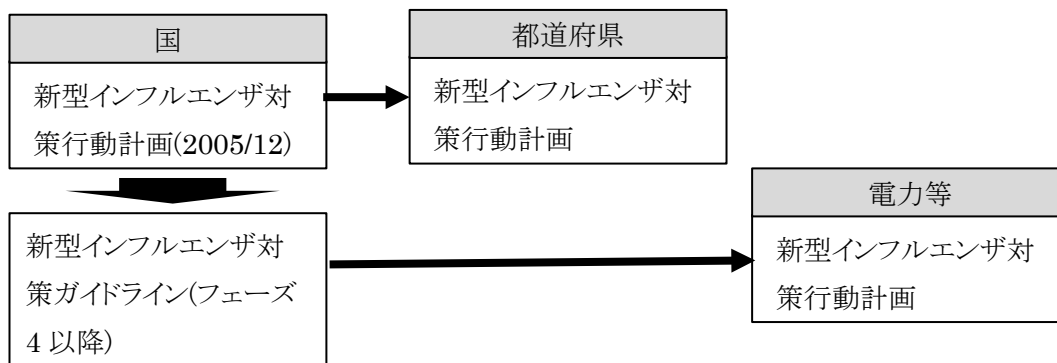 国
新型インフルエンザ対
策行動計画(2005/12)
都道府県
新型インフルエンザ対
策行動計画
新型インフルエンザ対
策ガイドライン(フェーズ
4 以降)
電力等
新型インフルエンザ対
策行動計画